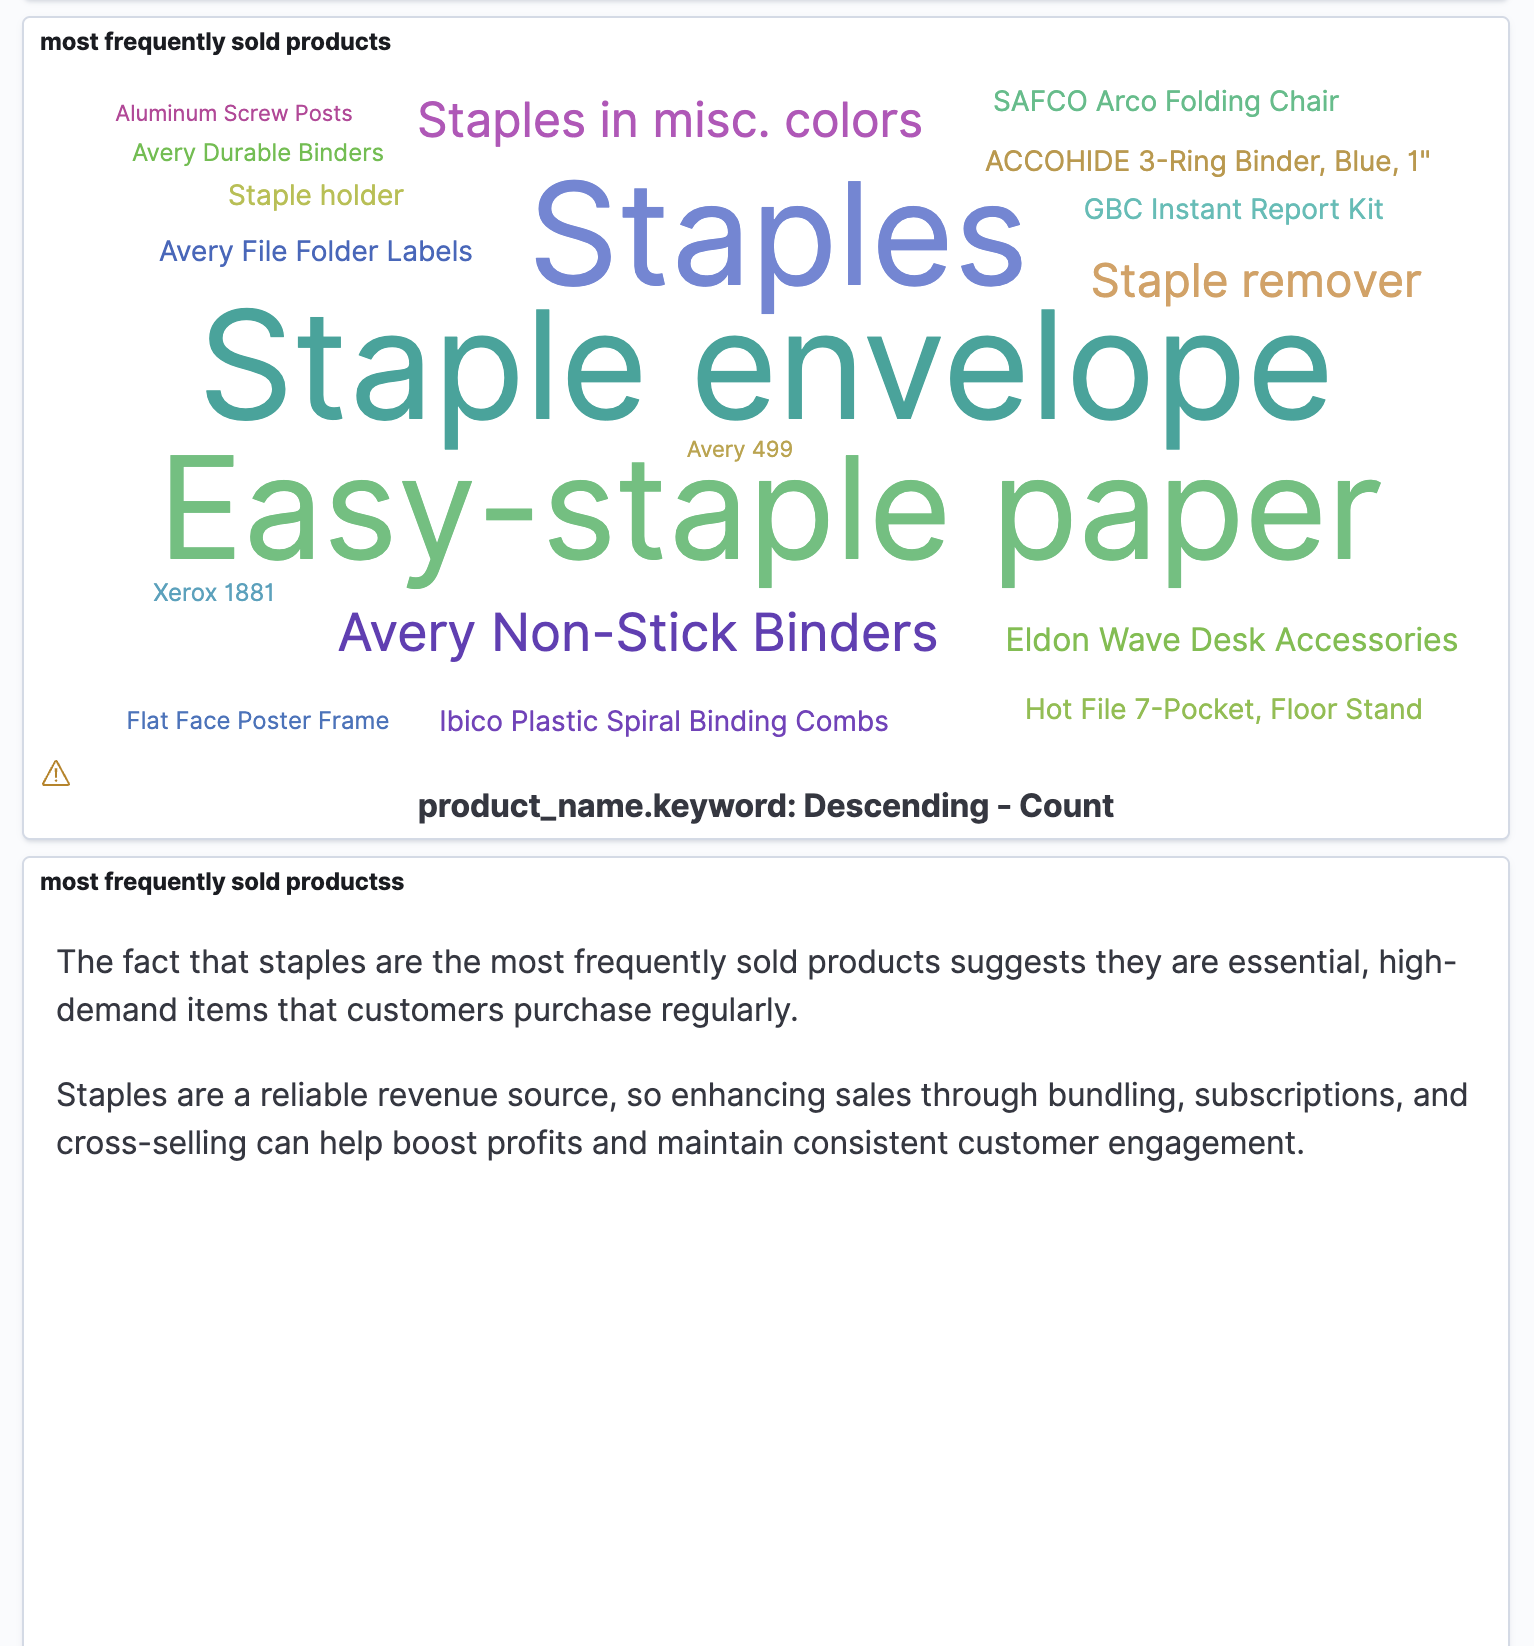 most frequently sold products
Aluminum Screw Posts
Staples in misc. colors
SAFCO Arco Folding Chair
Avery Durable Binders
ACCOHIDE 3-Ring Binder, Blue, 1"
Staple holder
Staples
GBC Instant Report Kit
Avery File Folder Labels
Staple remover
Staple envelope
Avery 499
Easy-staple paper
Xerox 1881
Avery Non-Stick Binders
Eldon Wave Desk Accessories
Flat Face Poster Frame
Ibico Plastic Spiral Binding Combs
Hot File 7-Pocket, Floor Stand
product_name.keyword: Descending - Count
most frequently sold productss
The fact that staples are the most frequently sold products suggests they are essential, high-
demand items that customers purchase regularly.
Staples are a reliable revenue source, so enhancing sales through bundling, subscriptions, and
cross-selling can help boost profits and maintain consistent customer engagement.